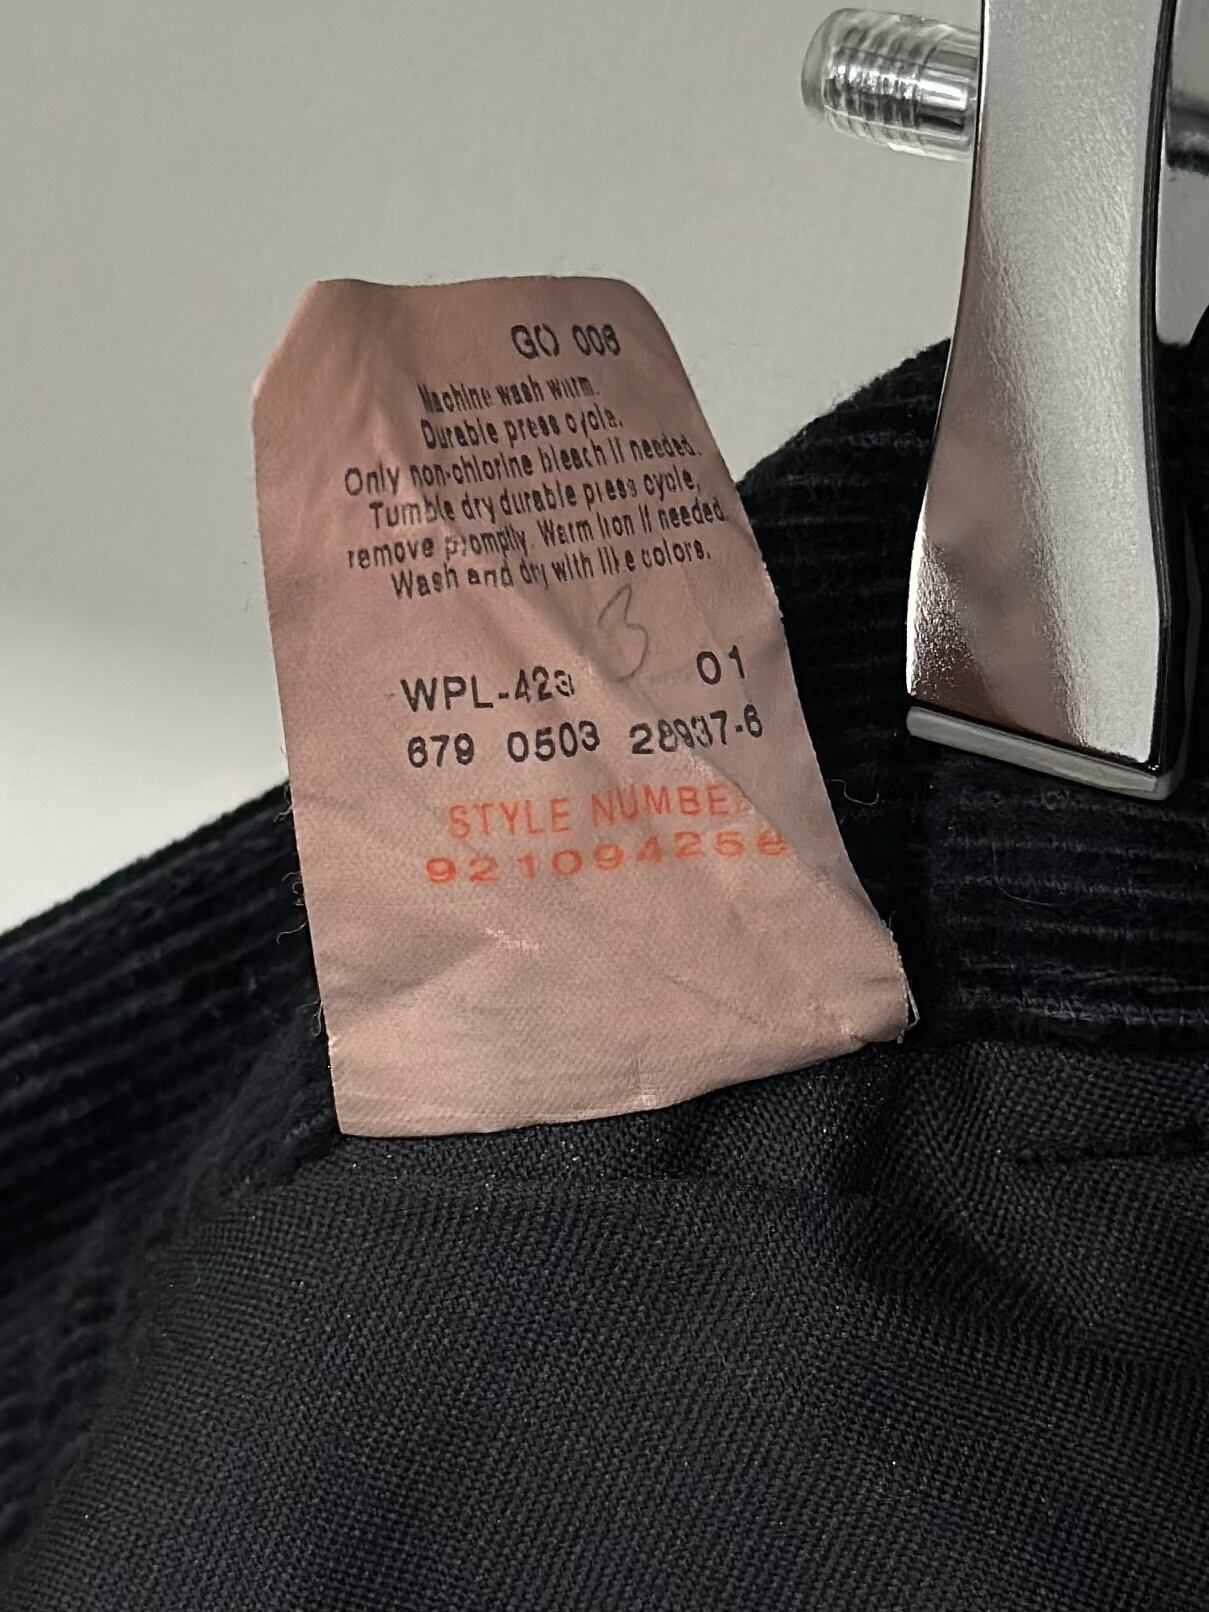 GO 006
Machine wash warm.
Durable press cycle.
Only non-chlorine bleach if needed.
Tumble dry durable press cycle,
remove promptly. Warm iron if needed.
Wash and dry with like colors.
3
WPL-423 01
679 0503 28937-6
STYLE NUMBER
921094258